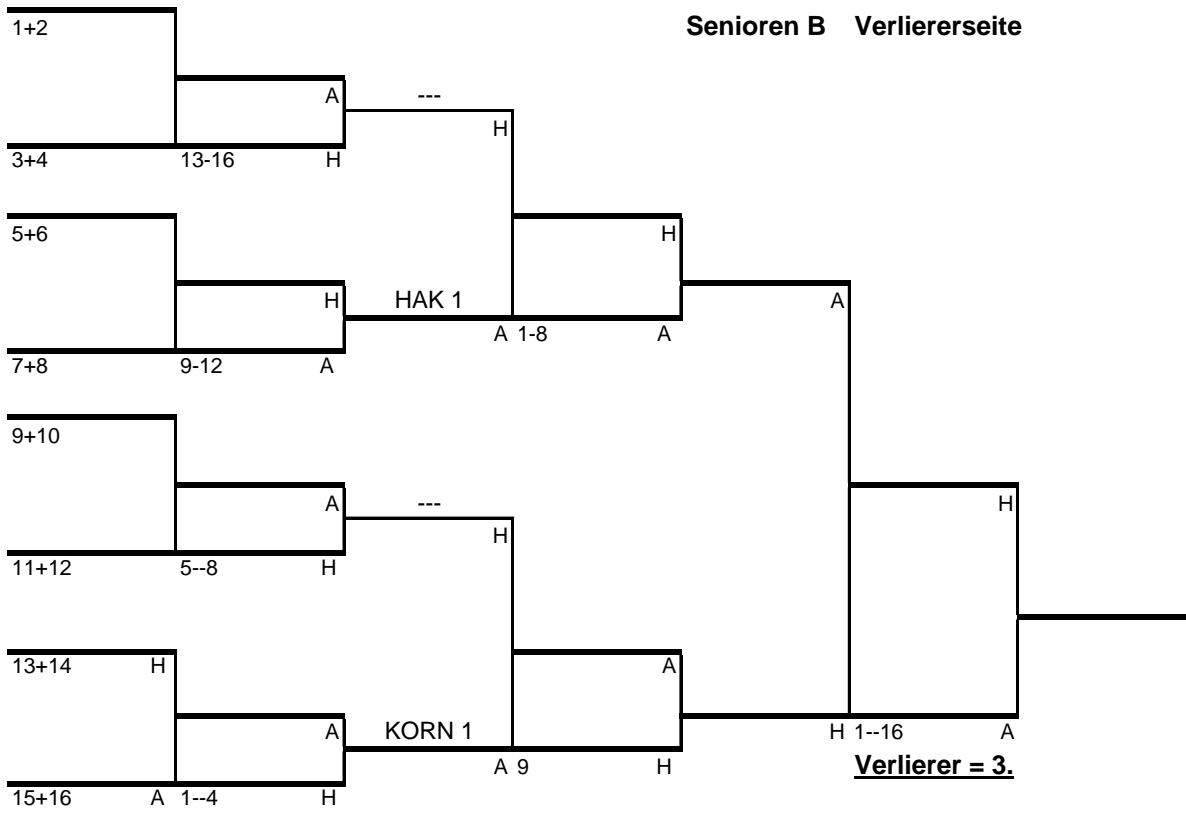 Senioren B Verliererseite
1+2
A ---
H
3+4 13-16 H
5+6
H
H HAK 1
A 1-8 A
A
7+8 9-12 A
9+10
A ---
H
H
11+12 5--8 H
13+14 H
A
A KORN 1
H 1--16 A
A 9 H
Verlierer = 3.
15+16 A 1--4 H